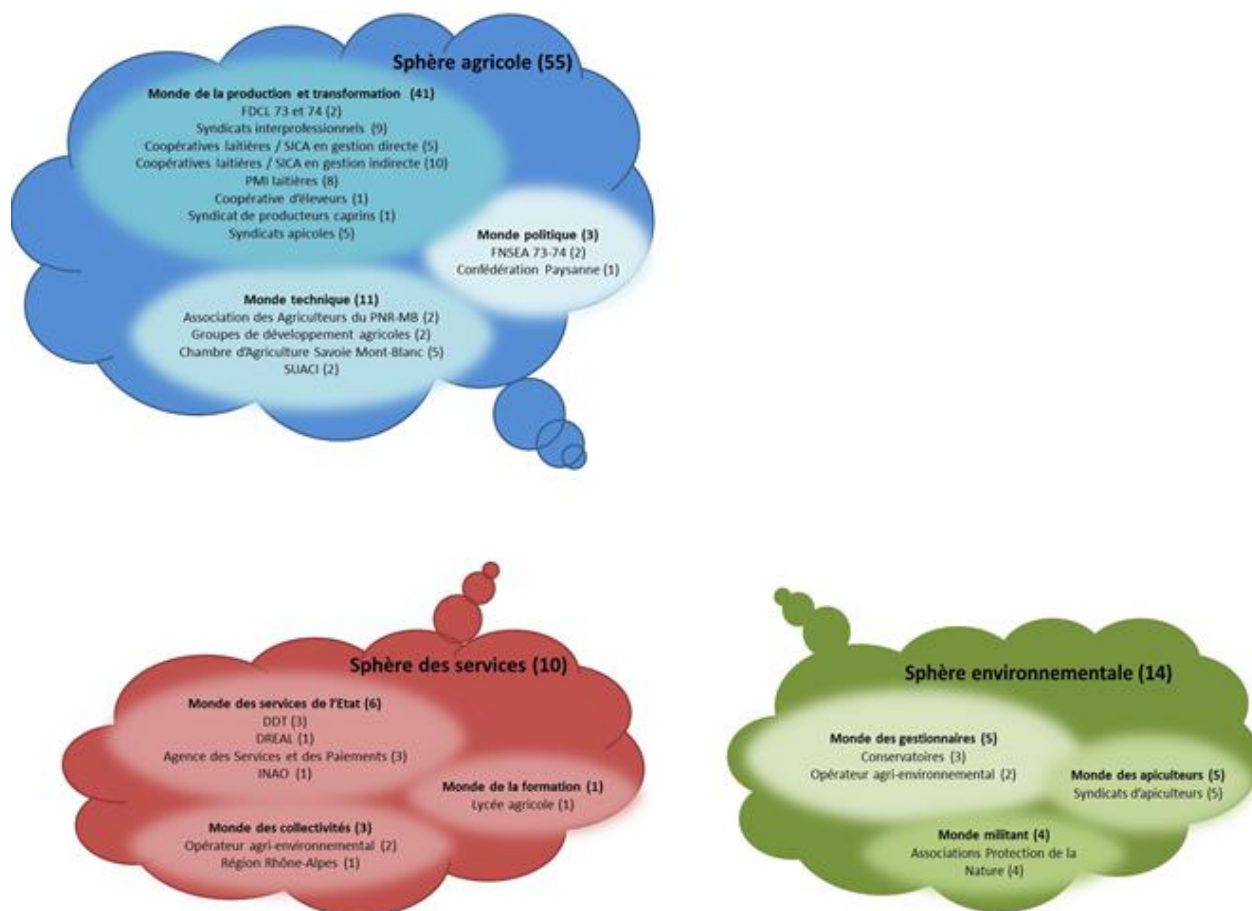 Sphère agricole (55)
Monde de la production et transformation (41)
FDCL 73 et 74 (2)
Syndicats interprofessionnels (9)
Coopératives laitières / SICA en gestion directe (5)
Coopératives laitières / SICA en gestion indirecte (10)
PMI laitières (8)
Coopérative d'éleveurs (1)
Syndicat de producteurs caprins (1)
Syndicats apicoles (5)
Monde politique (3)
FNSEA 73-74 (2)
Confédération Paysanne (1)
Monde technique (11)
Association des Agriculteurs du PNR-MB (2)
Groupes de développement agricoles (2)
Chambre d'Agriculture Savoie Mont-Blanc (5)
SUACI (2)
Sphère des services (10)
Monde des services de l'Etat (6)
DDT (3)
DREAL (1)
Agence des Services et des Paiements (3)
INAO (1)
Monde de la formation (1)
Lycée agricole (1)
Monde des collectivités (3)
Opérateur agri-environnemental (2)
Région Rhône-Alpes (1)
Sphère environnementale (14)
Monde des gestionnaires (5)
Conservatoires (3)
Opérateur agri-environnemental (2)
Monde des apiculteurs (5)
Syndicats d'apiculteurs (5)
Monde militant (4)
Associations Protection de la
Nature (4)